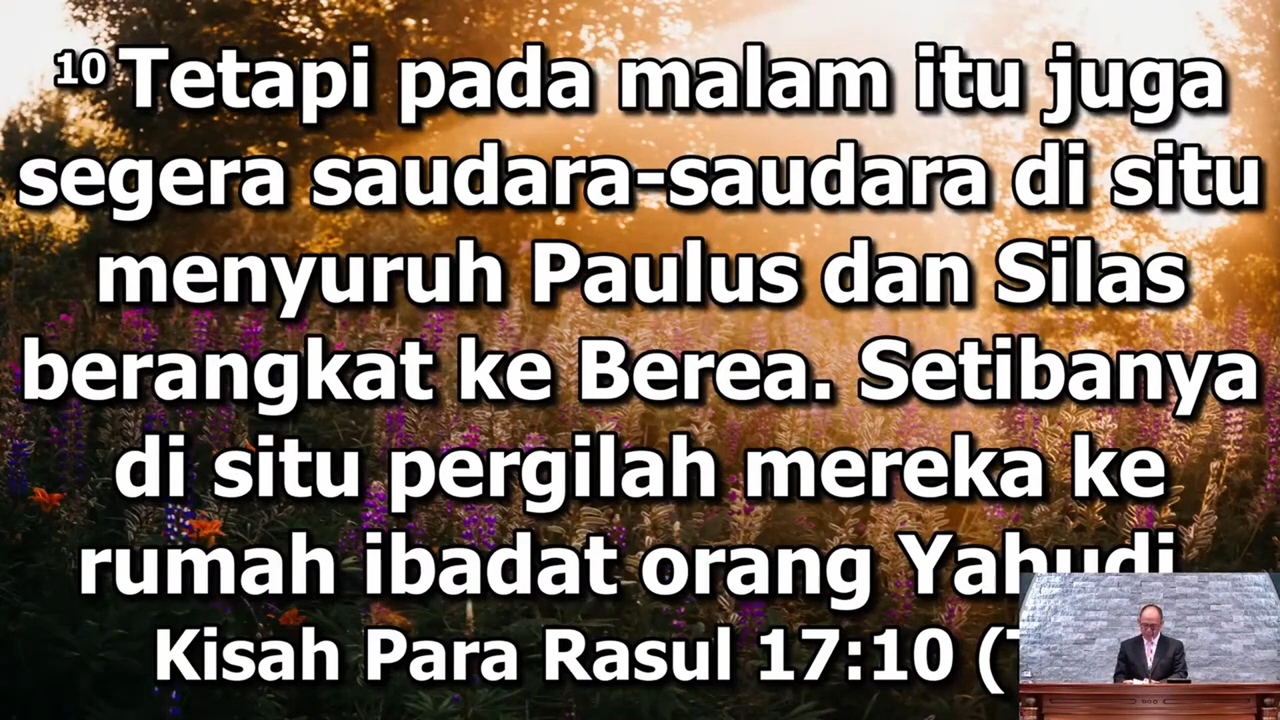 10 Tetapi pada malam itu juga
segera saudara-saudara di situ
menyuruh Paulus dan Silas
berangkat ke Berea. Setibanya
di situ pergilah mereka ke
rumah ibadat orang Yahudi
Kisah Para Rasul 17:10 (